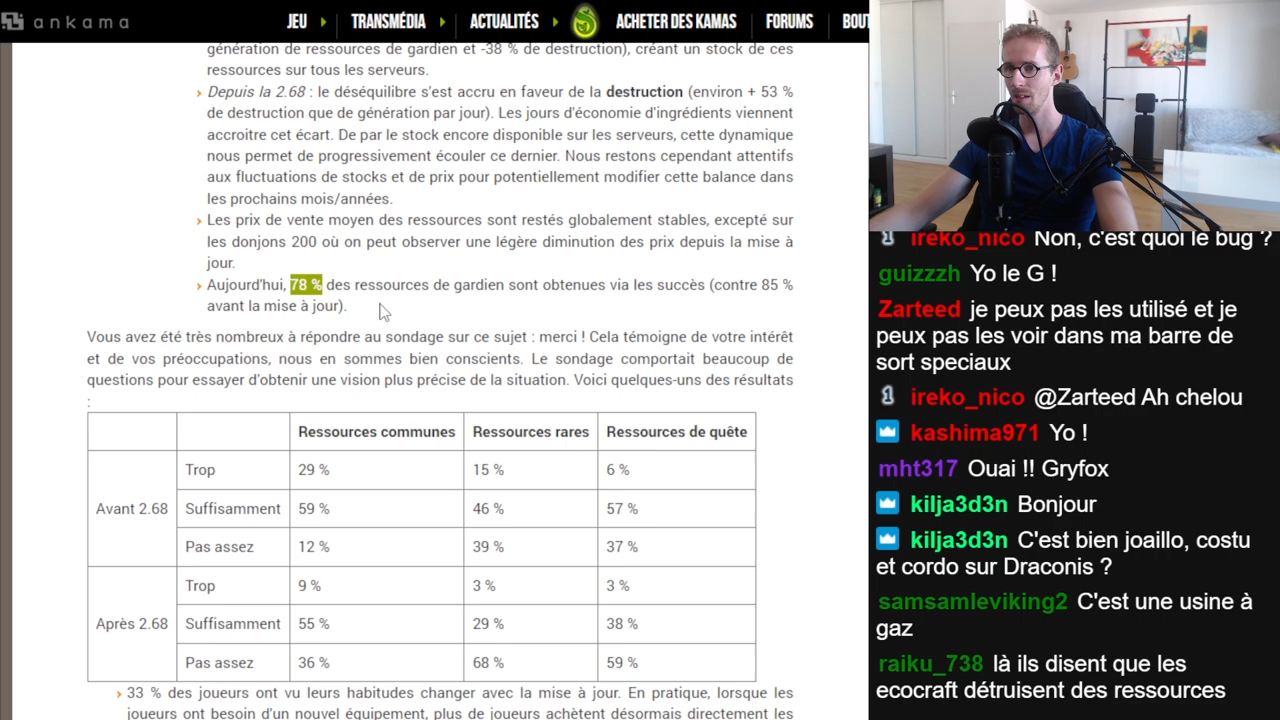 ankama
JEU TRANSMÉDIA ACTUALITÉS ACHETER DES KAMAS FORUMS BOUT
génération de ressources de gardien et -38 % de destruction), créant un stock de ces
ressources sur tous les serveurs.
Depuis la 2.68 : le déséquilibre s'est accru en faveur de la destruction (environ + 53 %
de destruction que de génération par jour). Les jours d'économie d'ingrédients viennent
accroitre cet écart. De par le stock encore disponible sur les serveurs, cette dynamique
nous permet de progressivement écouler ce dernier. Nous restons cependant attentifs
aux fluctuations de stocks et de prix pour potentiellement modifier cette balance dans
les prochains mois/années.
Les prix de vente moyen des ressources sont restés globalement stables, excepté sur
les donjons 200 où on peut observer une légère diminution des prix depuis la mise à
jour.
Aujourd'hui, 78 % des ressources de gardien sont obtenues via les succès (contre 85 %
avant la mise à jour).
Vous avez été très nombreux à répondre au sondage sur ce sujet : merci ! Cela témoigne de votre intérêt
et de vos préoccupations, nous en sommes bien conscients. Le sondage comportait beaucoup de
questions pour essayer d'obtenir une vision plus précise de la situation. Voici quelques-uns des résultats
:
Ressources communes Ressources rares Ressources de quête
Avant 2.68
Trop 29 % 15 % 6 %
Suffisamment 59 % 46 % 57 %
Pas assez 12 % 39 % 37 %
Après 2.68
Trop 9 % 3 % 3 %
Suffisamment 55 % 29 % 38 %
Pas assez 36 % 68 % 59 %
33 % des joueurs ont vu leurs habitudes changer avec la mise à jour. En pratique, lorsque les
joueurs ont besoin d'un nouvel équipement, plus de joueurs achètent désormais directement les
1 ireko_nico Non, c'est quoi le bug ?
guizzzh Yo le G !
Zarteed je peux pas les utilisé et je
peux pas les voir dans ma barre de
sort speciaux
1 ireko_nico @Zarteed Ah chelou
kashima971 Yo !
mht317 Ouai !! Gryfox
kilja3d3n Bonjour
kilja3d3n C'est bien joaillo, costu
et cordo sur Draconis ?
samsamleviking2 C'est une usine à
gaz
raiku_738 là ils disent que les
ecocraft détruisent des ressources